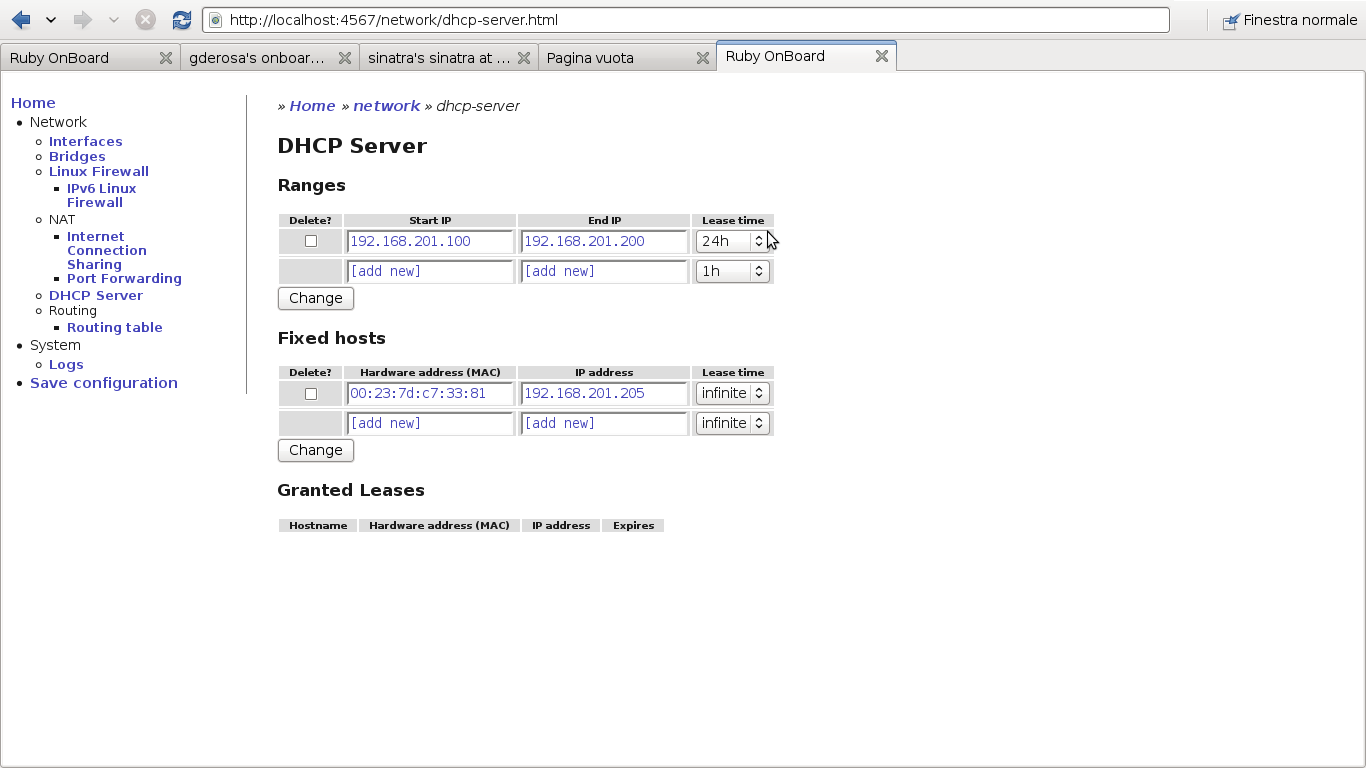 http://localhost:4567/network/dhcp-server.html
Finestra normale
Ruby OnBoard
gderosa's onboar...
sinatra's sinatra at ...
Pagina vuota
Ruby OnBoard
Home
Network
Interfaces
Bridges
Linux Firewall
IPv6 Linux
Firewall
NAT
Internet
Connection
Sharing
Port Forwarding
DHCP Server
Routing
Routing table
System
Logs
Save configuration
» Home » network » dhcp-server
DHCP Server
Ranges
Delete? Start IP End IP Lease time
192.168.201.100 192.168.201.200 24h
[add new] [add new] 1h
Change
Fixed hosts
Delete? Hardware address (MAC) IP address Lease time
00:23:7d:c7:33:81 192.168.201.205 infinite
[add new] [add new] infinite
Change
Granted Leases
Hostname Hardware address (MAC) IP address Expires